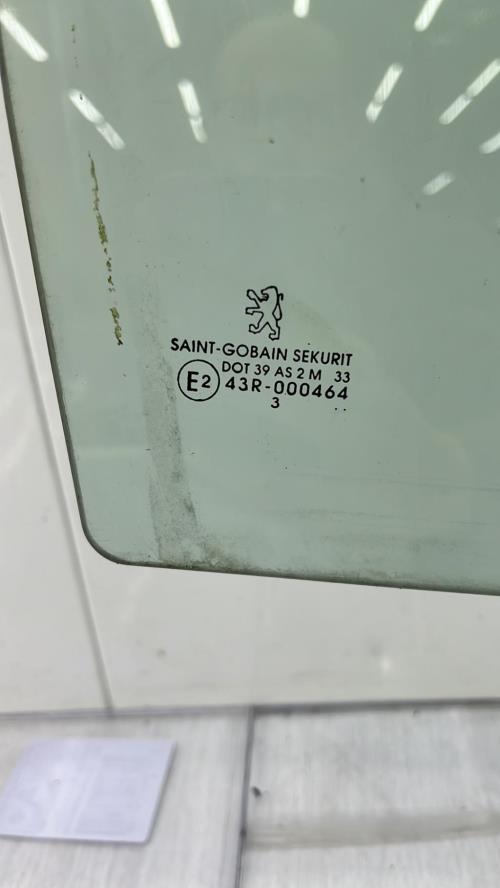 SAINT-GOBAIN SEKURIT
DOT 39 AS 2 M 33
E2 43R-000464
3 ..